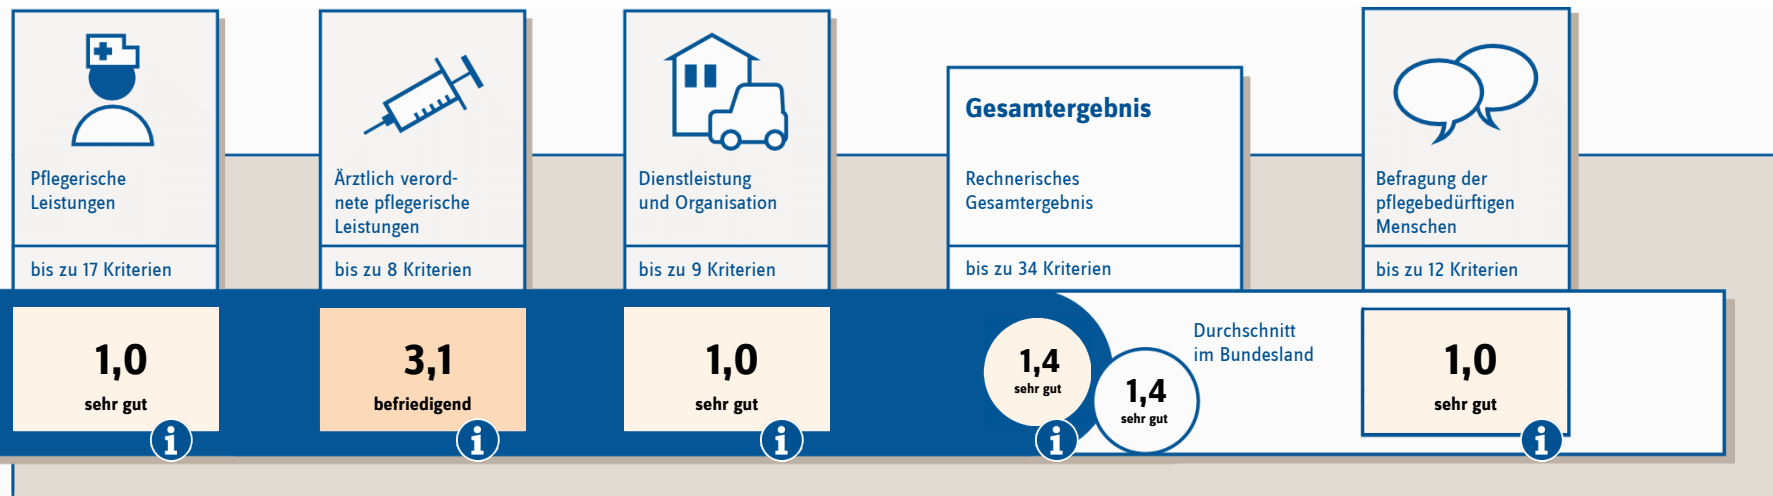 Pflegerische
Leistungen
bis zu 17 Kriterien
1,0
sehr gut
i
Ärztlich verord-
nete pflegerische
Leistungen
bis zu 8 Kriterien
3,1
befriedigend
i
Dienstleistung
und Organisation
bis zu 9 Kriterien
1,0
sehr gut
i
Gesamtergebnis
Rechnerisches
Gesamtergebnis
bis zu 34 Kriterien
1,4
sehr gut
i
Durchschnitt
im Bundesland
1,4
sehr gut
Befragung der
pflegebedürftigen
Menschen
bis zu 12 Kriterien
1,0
sehr gut
i